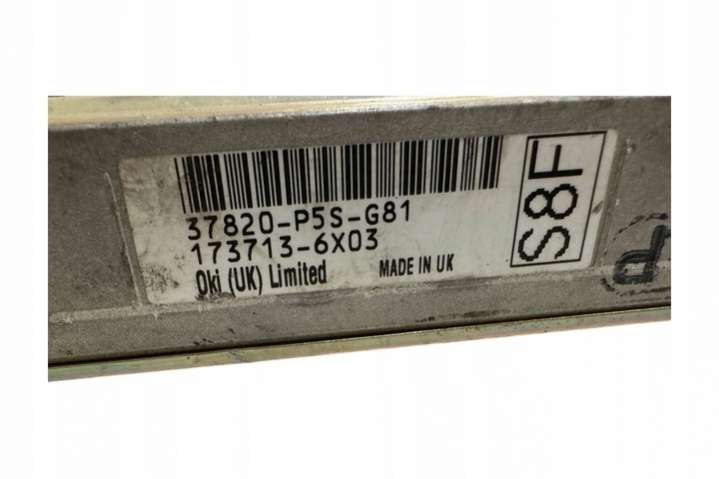 37820-P5S-G81
173713-6X03
Oki (UK) Limited MADE IN UK
S8F
P